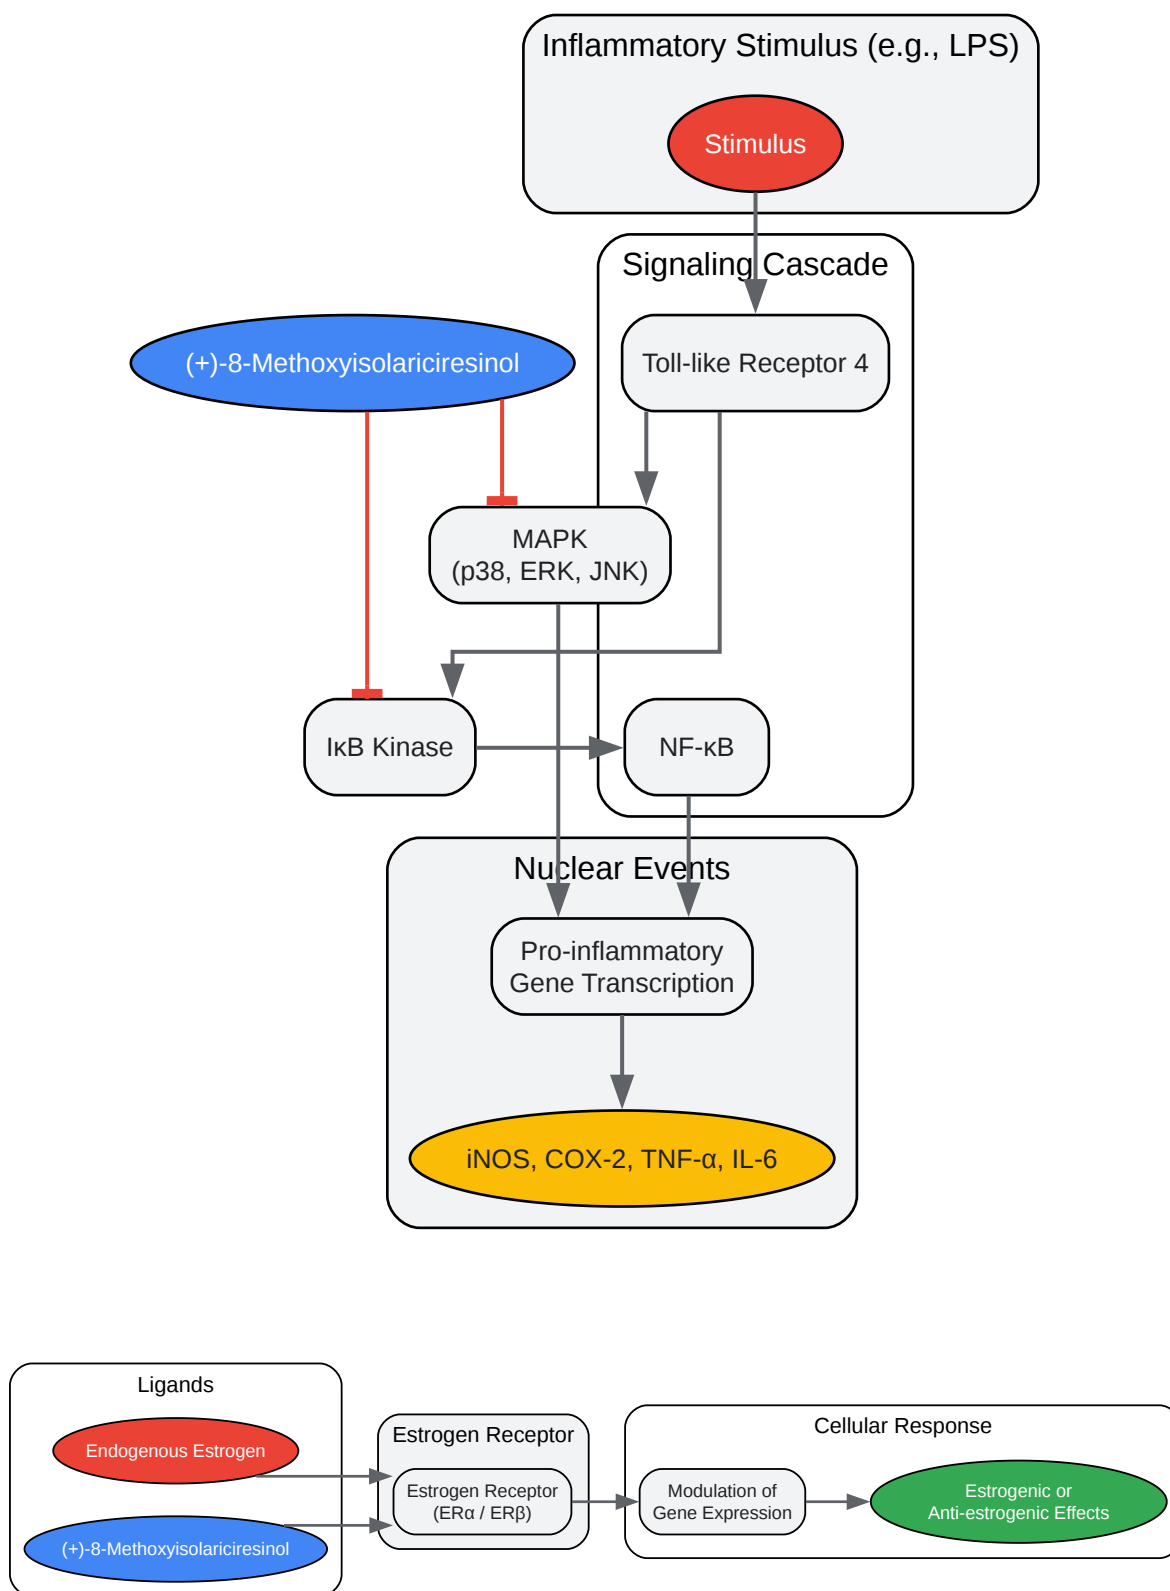 Inflammatory Stimulus (e.g., LPS)
Stimulus
Signaling Cascade
(+)-8-Methoxyisolariciresinol
Toll-like Receptor 4
MAPK
(p38, ERK, JNK)
IκB Kinase
NF-κB
Nuclear Events
Pro-inflammatory
Gene Transcription
iNOS, COX-2, TNF-α, IL-6
Ligands
Endogenous Estrogen
(+)-8-Methoxyisolariciresinol
Estrogen Receptor
Estrogen Receptor
(ERα / ERβ)
Cellular Response
Modulation of
Gene Expression
Estrogenic or
Anti-estrogenic Effects